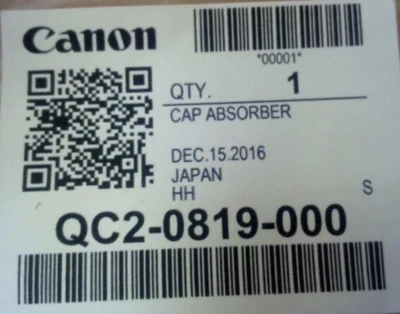 Canon
*00001*
QTY. 1
CAP ABSORBER
DEC.15.2016
JAPAN
HH S
QC2-0819-000